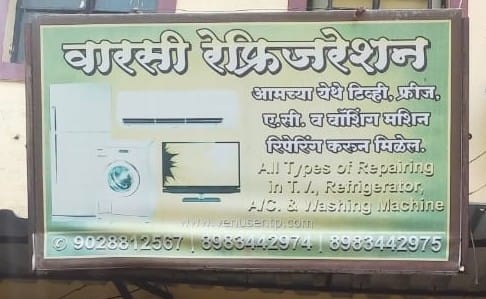 वारसी रेफ्रिजरेशन
आमच्या येथे टिव्ही, फ्रीज,
ए.सी. व वॉशिंग मशिन
रिपेरिंग करुन मिळेल.
All Types of Repairing
in T.V., Refrigerator,
A/C. & Washing Machine
www.venusentp.com
✆ 9028812567 | 8983442974 | 8983442975